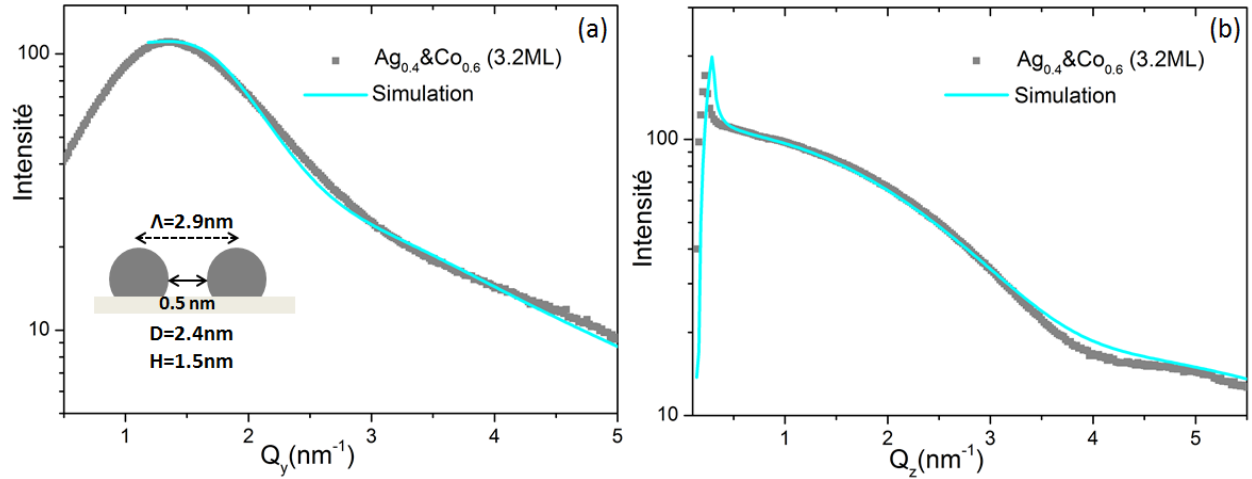 (a)
100
10
Intensité
Ag0.4&Co0.6 (3.2ML)
Simulation
Λ=2.9nm
0.5 nm
D=2.4nm
H=1.5nm
1 2 3 4 5
Qy(nm-1)
(b)
100
10
Intensité
Ag0.4&Co0.6 (3.2ML)
Simulation
1 2 3 4 5
Qz(nm-1)